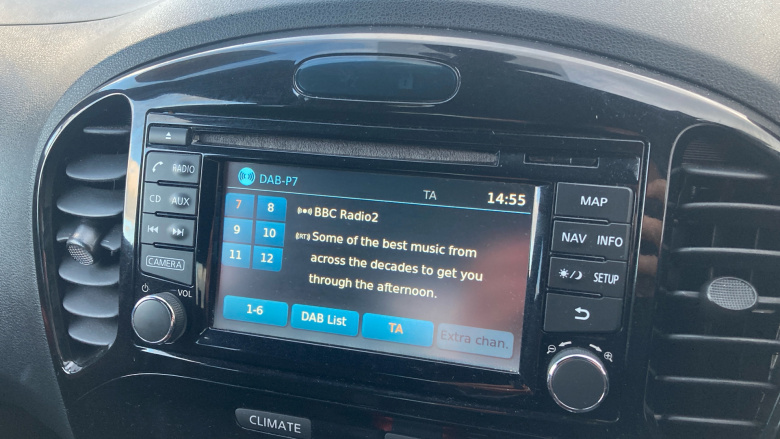 RADIO
CD AUX
CAMERA
VOL
DAB-P7
TA
14:55
7 8
9 10
11 12
BBC Radio2
(RT) Some of the best music from
across the decades to get you
through the afternoon.
1-6
DAB List
TA
Extra chan.
MAP
NAV INFO
SETUP
CLIMATE